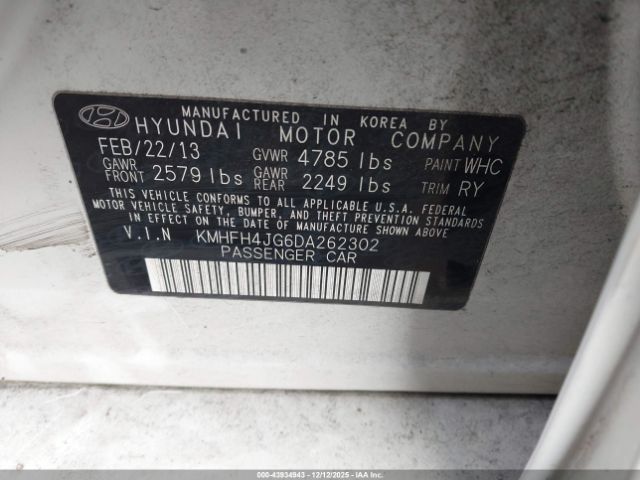 MANUFACTURED IN KOREA BY
HYUNDAI MOTOR COMPANY
FEB/22/13 GVWR 4785 lbs PAINT WHC
GAWR FRONT 2579 lbs GAWR REAR 2249 lbs TRIM RY
THIS VEHICLE CONFORMS TO ALL APPLICABLE U.S.A. FEDERAL
MOTOR VEHICLE SAFETY, BUMPER, AND THEFT PREVENTION STANDARDS
IN EFFECT ON THE DATE OF MANUFACTURE SHOWN ABOVE.
V.I.N KMHFH4JG6DA262302
PASSENGER CAR
000-43934943 - 12/12/2025 - IAAI.COM